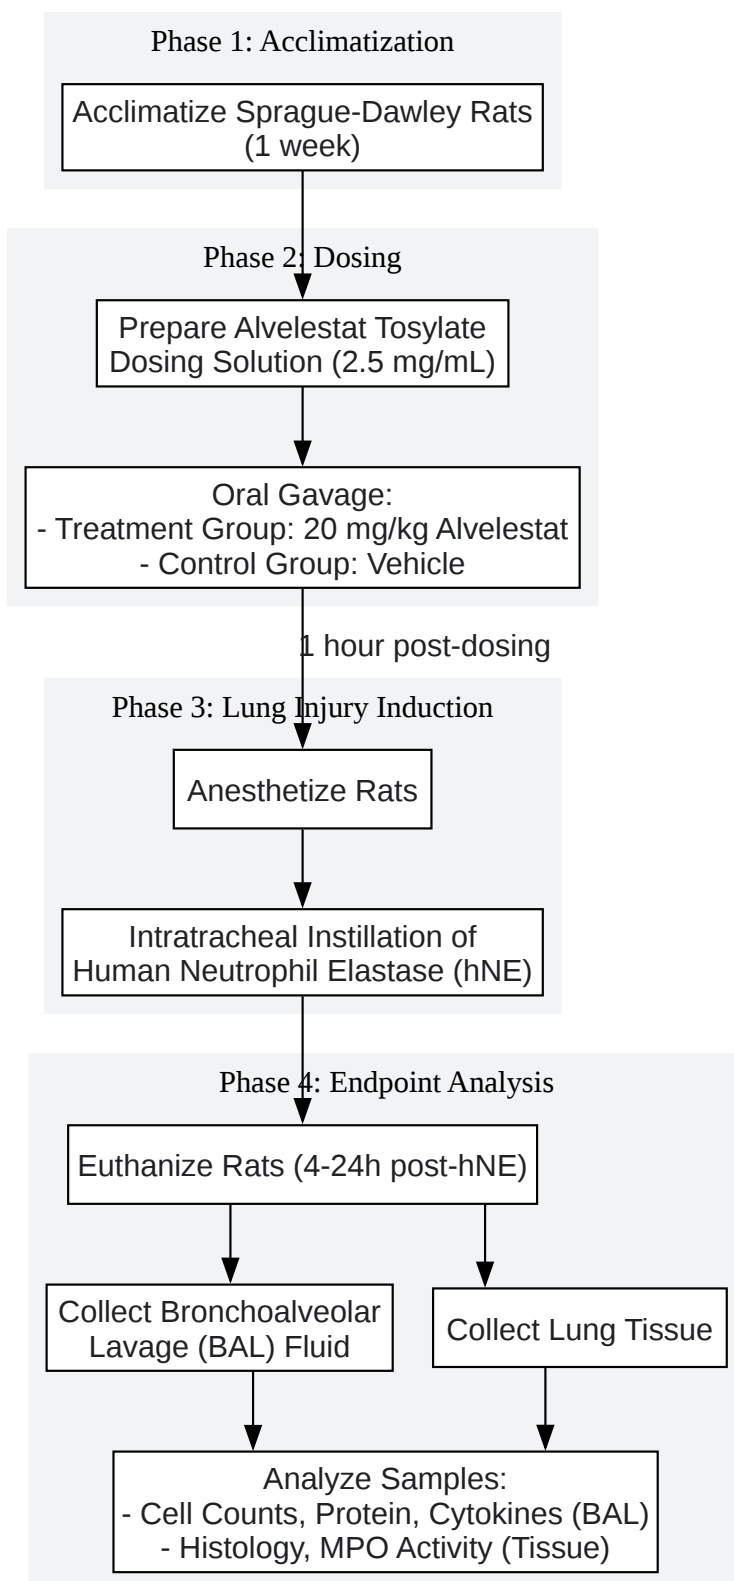 Phase 1: Acclimatization
Acclimatize Sprague-Dawley Rats
(1 week)
Phase 2: Dosing
Prepare Alvelestat Tosylate
Dosing Solution (2.5 mg/mL)
Oral Gavage:
- Treatment Group: 20 mg/kg Alvelestat
- Control Group: Vehicle
1 hour post-dosing
Phase 3: Lung Injury Induction
Anesthetize Rats
Intratracheal Instillation of
Human Neutrophil Elastase (hNE)
Phase 4: Endpoint Analysis
Euthanize Rats (4-24h post-hNE)
Collect Bronchoalveolar
Lavage (BAL) Fluid
Collect Lung Tissue
Analyze Samples:
- Cell Counts, Protein, Cytokines (BAL)
- Histology, MPO Activity (Tissue)